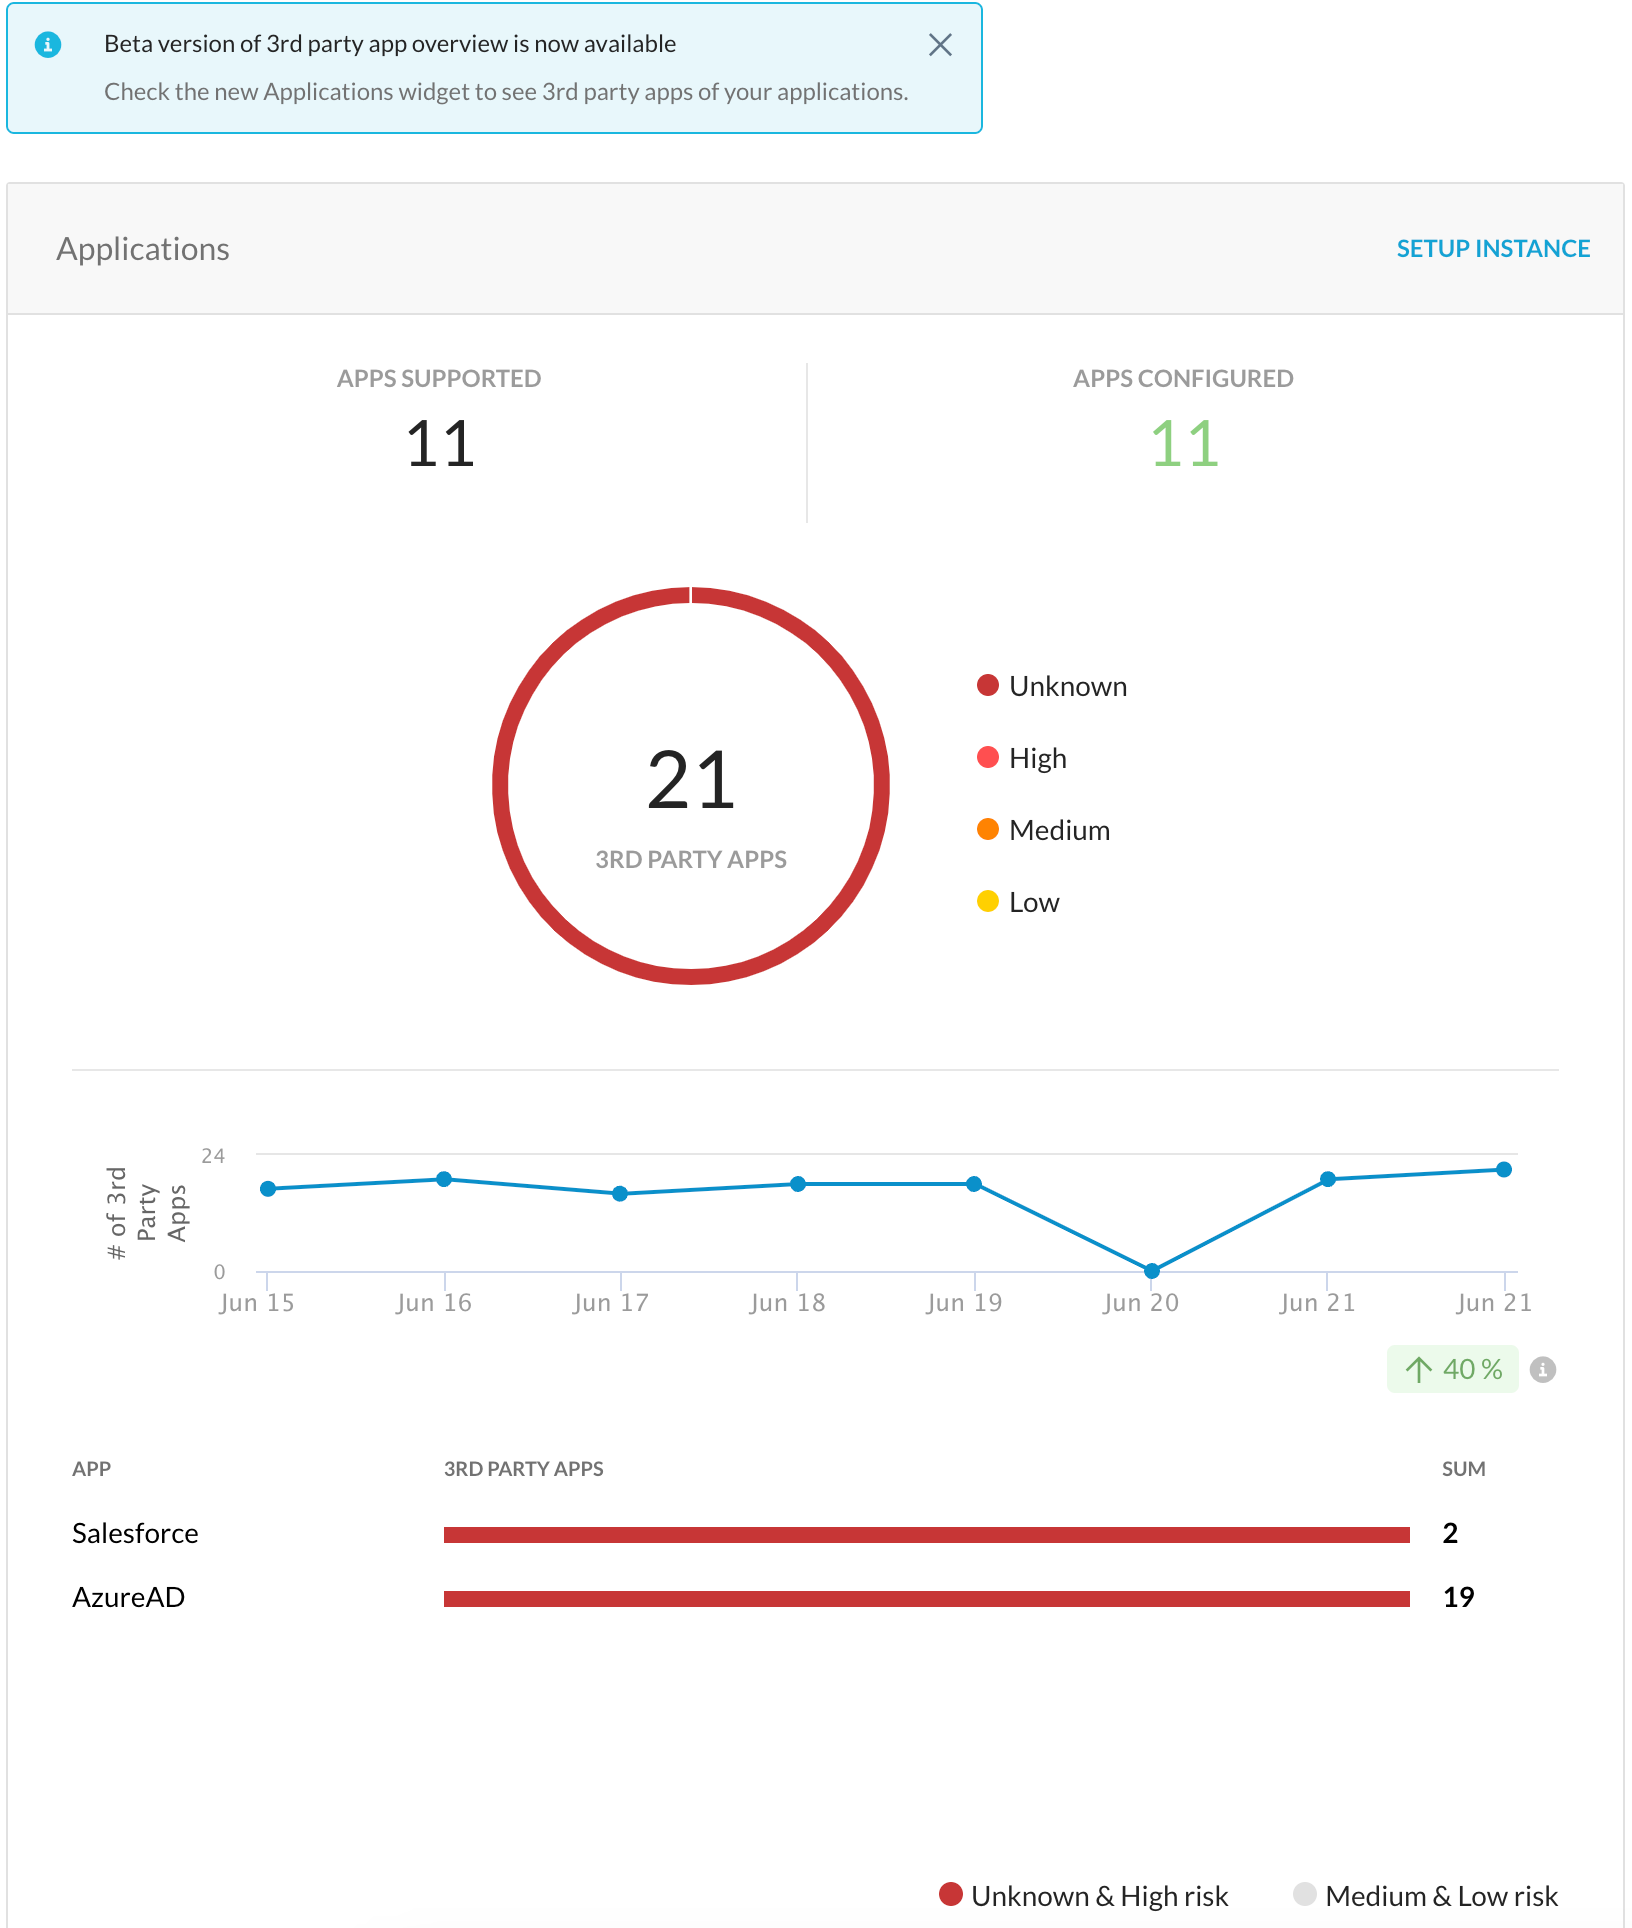 Beta version of 3rd party app overview is now available
Check the new Applications widget to see 3rd party apps of your applications.
Applications
SETUP INSTANCE
APPS SUPPORTED
11
APPS CONFIGURED
11
21
3RD PARTY APPS
Unknown
High
Medium
Low
# of 3rd
Party
Apps
24
0
Jun 15
Jun 16
Jun 17
Jun 18
Jun 19
Jun 20
Jun 21
Jun 21
↑ 40 %
APP
3RD PARTY APPS
SUM
Salesforce
2
AzureAD
19
Unknown & High risk
Medium & Low risk